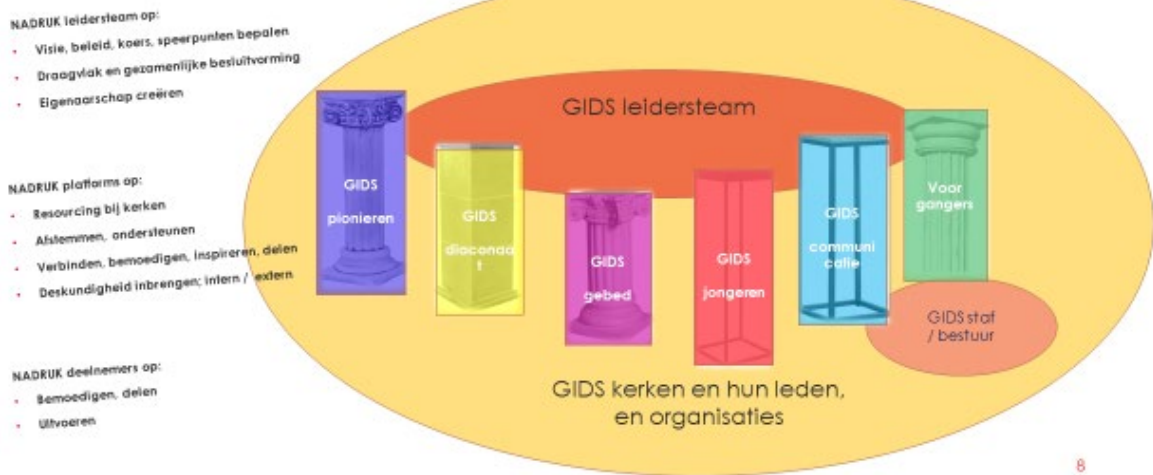 NADRUK leidersteam op:
• Visie, beleid, koers, speerpunten bepalen
• Draagvlak en gezamenlijke besluitvorming
• Eigenaarschap creëren
NADRUK platforms op:
• Resourcing bij kerken
• Afstemmen, ondersteunen
• Verbinden, bemoedigen, inspireren, delen
• Deskundigheid inbrengen; intern / extern
NADRUK deelnemers op:
• Bemoedigen, delen
• Uitvoeren
GIDS leidersteam
GIDS
pionieren
GIDS
diaconaa
t
GIDS
gebed
GIDS
jongeren
GIDS
communi
catie
Voor
gangers
GIDS staf
/ bestuur
GIDS kerken en hun leden,
en organisaties
8